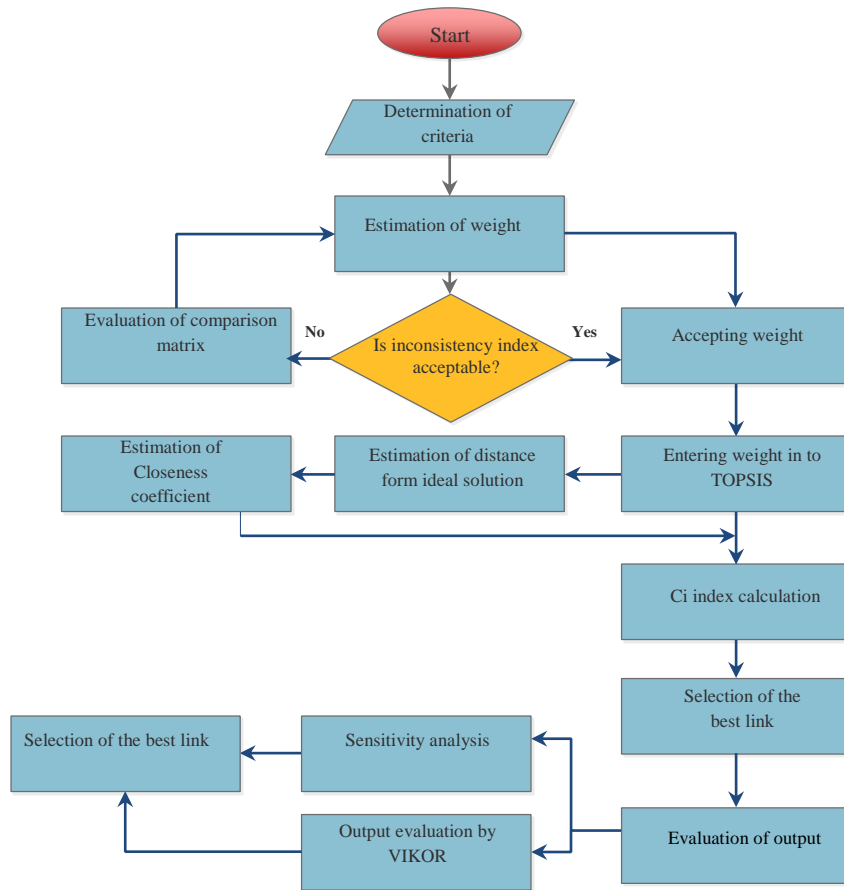 Start
Determination of
criteria
Estimation of weight
Evaluation of comparison
matrix
No
Is inconsistency index
acceptable?
Yes
Accepting weight
Estimation of
Closeness
coefficient
Estimation of distance
form ideal solution
Entering weight in to
TOPSIS
Ci index calculation
Selection of the
best link
Selection of the best link
Sensitivity analysis
Output evaluation by
VIKOR
Evaluation of output